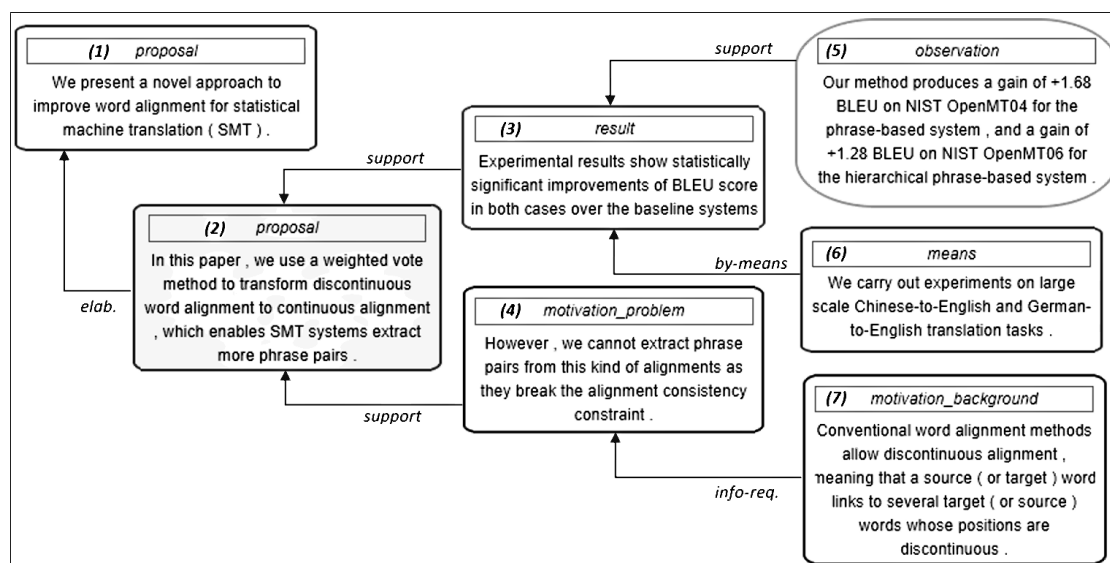 (1) proposal
We present a novel approach to
improve word alignment for statistical
machine translation ( SMT ) .
elab.
(2) proposal
In this paper , we use a weighted vote
method to transform discontinuous
word alignment to continuous alignment
, which enables SMT systems extract
more phrase pairs .
support
(3) result
Experimental results show statistically
significant improvements of BLEU score
in both cases over the baseline systems
support
(4) motivation_problem
However , we cannot extract phrase
pairs from this kind of alignments as
they break the alignment consistency
constraint .
support
(5) observation
Our method produces a gain of +1.68
BLEU on NIST OpenMT04 for the
phrase-based system , and a gain of
+1.28 BLEU on NIST OpenMT06 for
the hierarchical phrase-based system .
by-means
(6) means
We carry out experiments on large
scale Chinese-to-English and German-
to-English translation tasks .
info-req.
(7) motivation_background
Conventional word alignment methods
allow discontinuous alignment ,
meaning that a source ( or target ) word
links to several target ( or source )
words whose positions are
discontinuous .